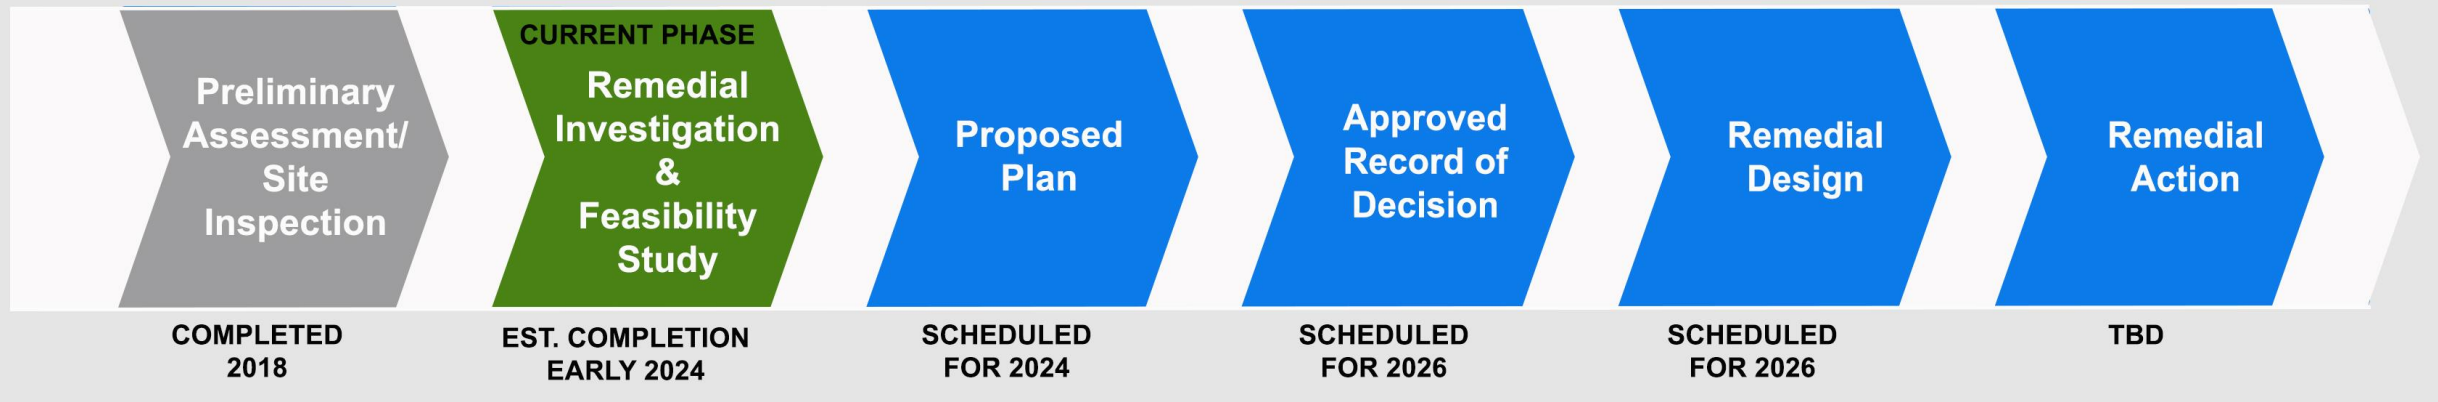 Preliminary
Assessment/
Site
Inspection
COMPLETED
2018
CURRENT PHASE
Remedial
Investigation
&
Feasibility
Study
EST. COMPLETION
EARLY 2024
Proposed
Plan
SCHEDULED
FOR 2024
Approved
Record of
Decision
SCHEDULED
FOR 2026
Remedial
Design
SCHEDULED
FOR 2026
Remedial
Action
TBD